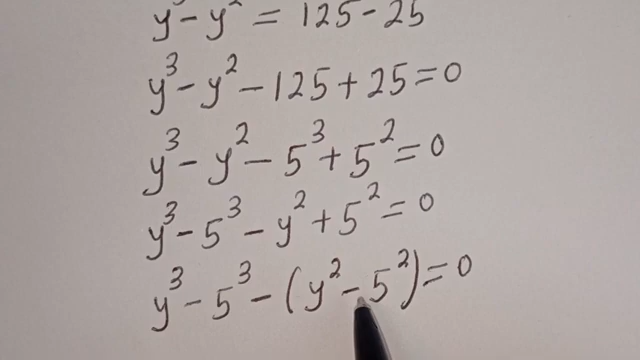 y³ - y² = 125 - 25
y³ - y² - 125 + 25 = 0
y³ - y² - 5³ + 5² = 0
y³ - 5³ - y² + 5² = 0
y³ - 5³ - (y² - 5²) = 0